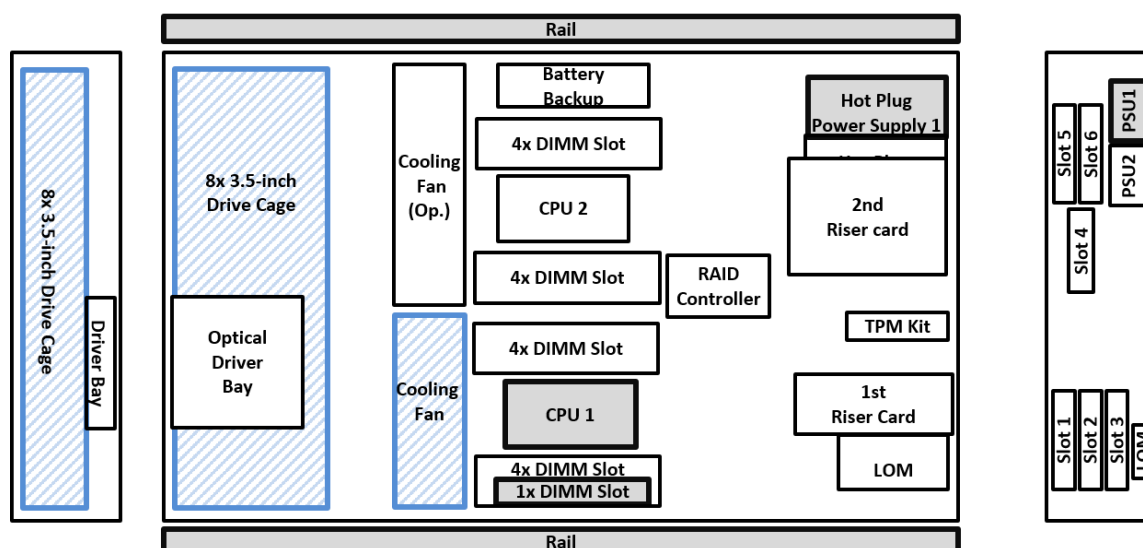 Rail
8x 3.5-inch Drive Cage
Driver Bay
8x 3.5-inch
Drive Cage
Optical
Driver
Bay
Cooling
Fan
(Op.)
Cooling
Fan
Battery
Backup
4x DIMM Slot
CPU 2
4x DIMM Slot
RAID
Controller
4x DIMM Slot
CPU 1
4x DIMM Slot
1x DIMM Slot
Hot Plug
Power Supply 1
2nd
Riser card
TPM Kit
1st
Riser Card
LOM
Slot 5
Slot 6
PSU1
PSU2
Slot 4
Slot 1
Slot 2
Slot 3
LOM
Rail